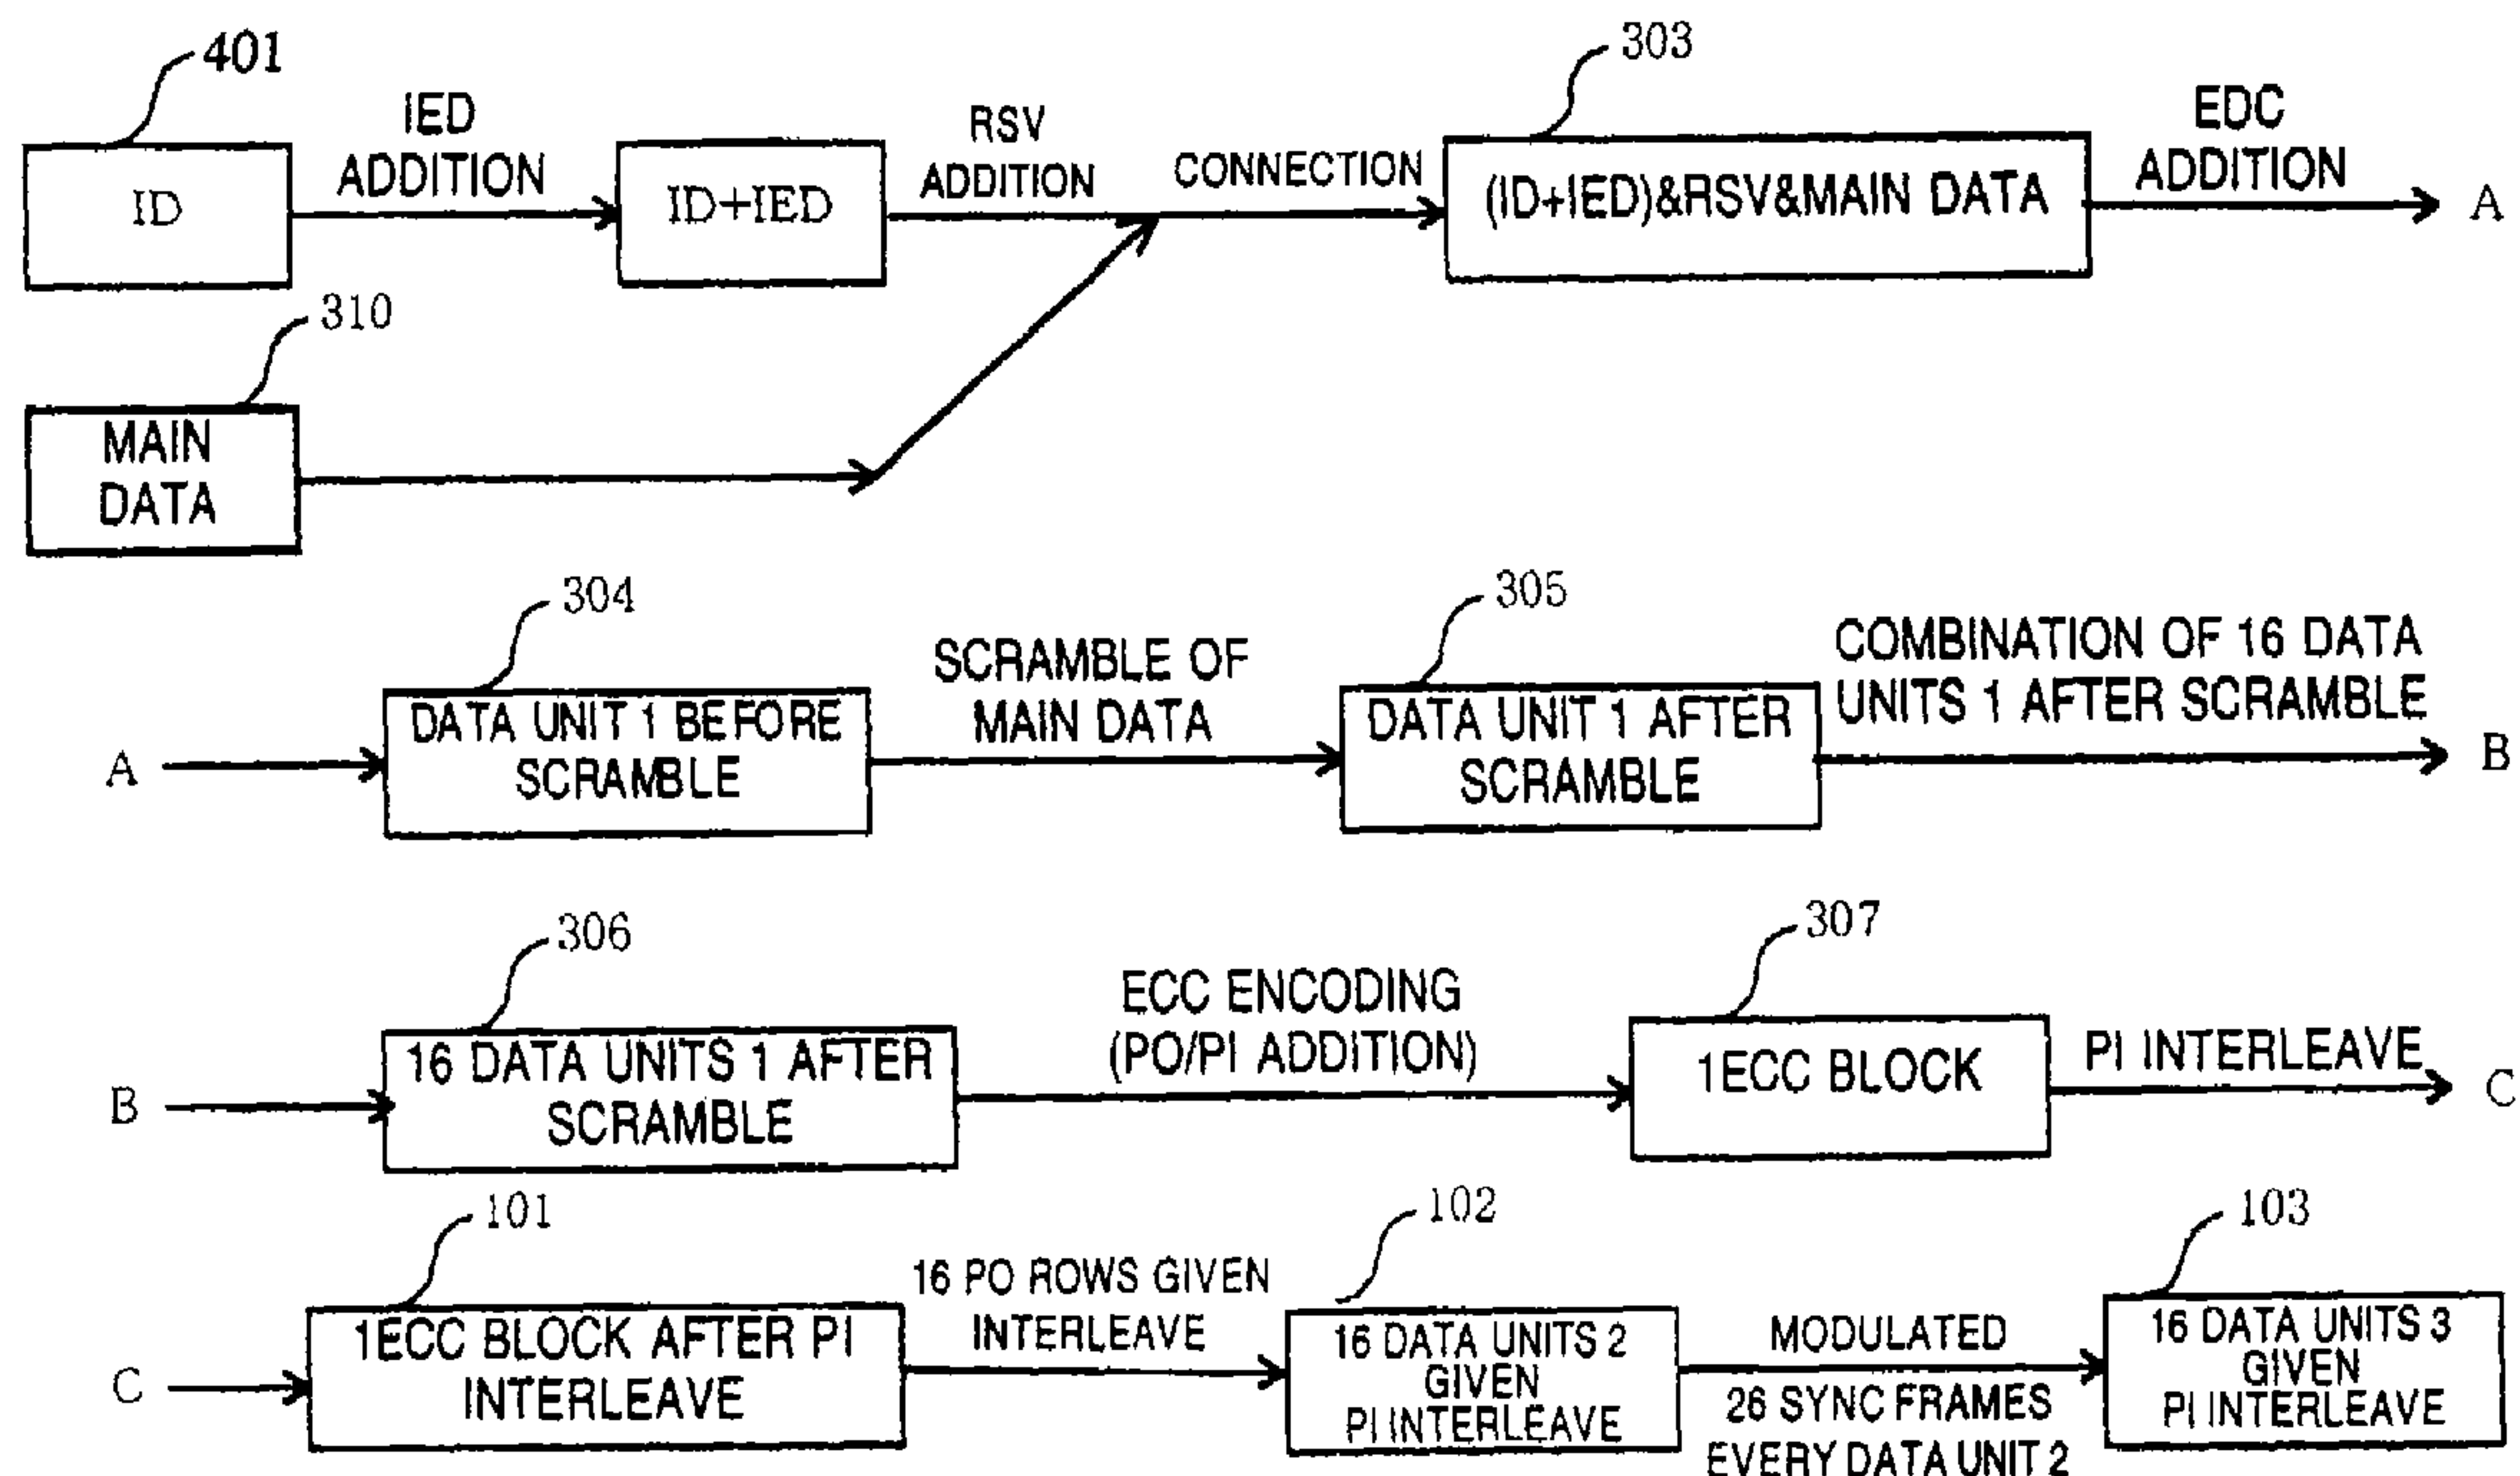 401
IED
ADDITION
ID
ID+IED
RSV
ADDITION
CONNECTION
303
(ID+IED)&RSV&MAIN DATA
EDC
ADDITION
A
310
MAIN
DATA
304
A
DATA UNIT 1 BEFORE
SCRAMBLE
SCRAMBLE OF
MAIN DATA
305
DATA UNIT 1 AFTER
SCRAMBLE
COMBINATION OF 16 DATA
UNITS 1 AFTER SCRAMBLE
B
306
B
16 DATA UNITS 1 AFTER
SCRAMBLE
ECC ENCODING
(PO/PI ADDITION)
307
1ECC BLOCK
PI INTERLEAVE
C
101
C
1ECC BLOCK AFTER PI
INTERLEAVE
16 PO ROWS GIVEN
INTERLEAVE
102
16 DATA UNITS 2
GIVEN
PI INTERLEAVE
MODULATED
26 SYNC FRAMES
EVERY DATA UNIT 2
103
16 DATA UNITS 3
GIVEN
PI INTERLEAVE